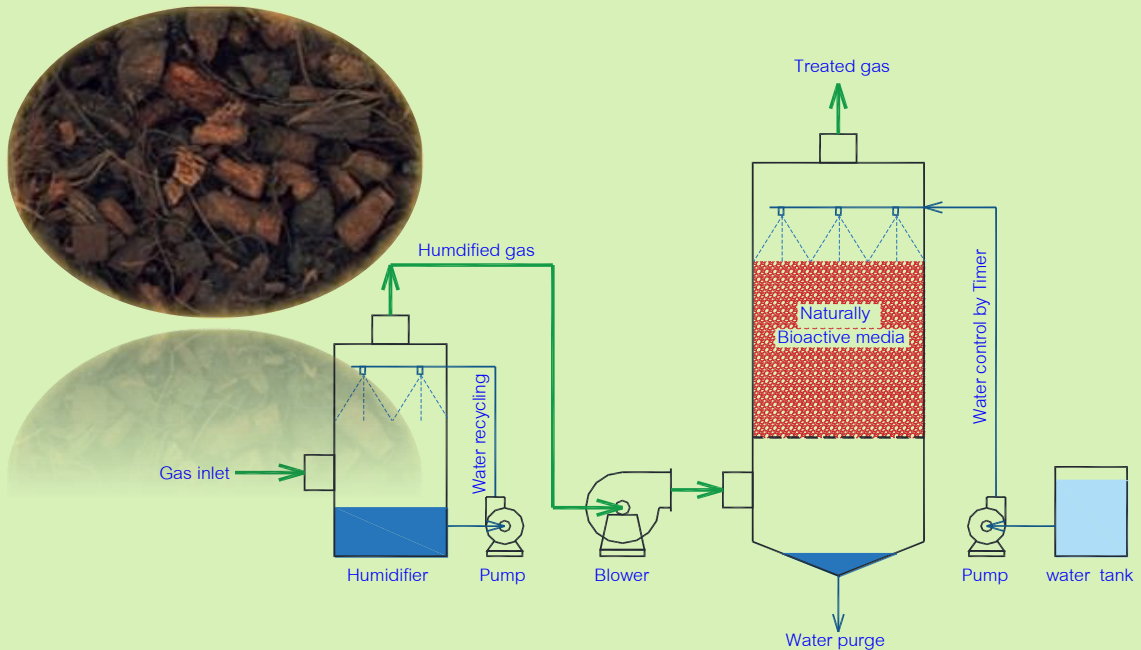 Treated gas
Humdified gas
Naturally
Bioactive media
Water control by Timer
Water recycling
Gas inlet
Humidifier
Pump
Blower
Pump
water tank
Water purge